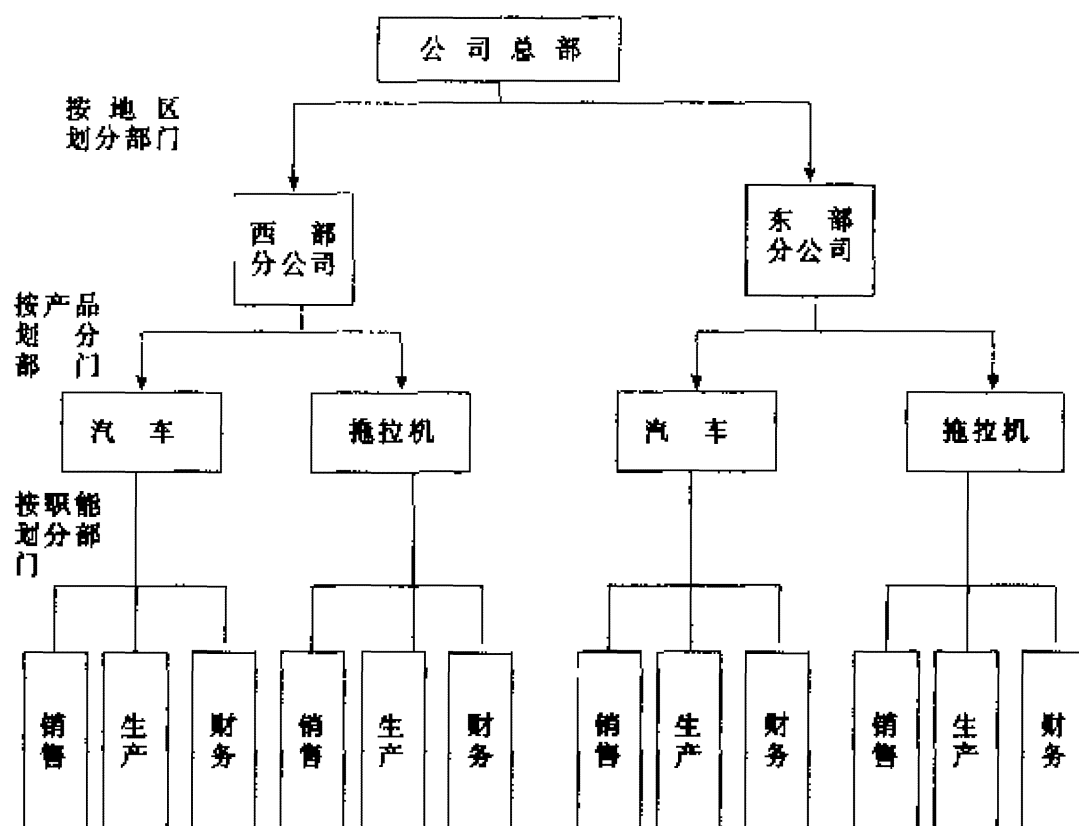 公司总部
按地区
划分部门
西部
分公司
东部
分公司
按产品
划分
部门
汽车
拖拉机
汽车
拖拉机
按职能
划分部
门
销售
生产
财务
销售
生产
财务
销售
生产
财务
销售
生产
财务